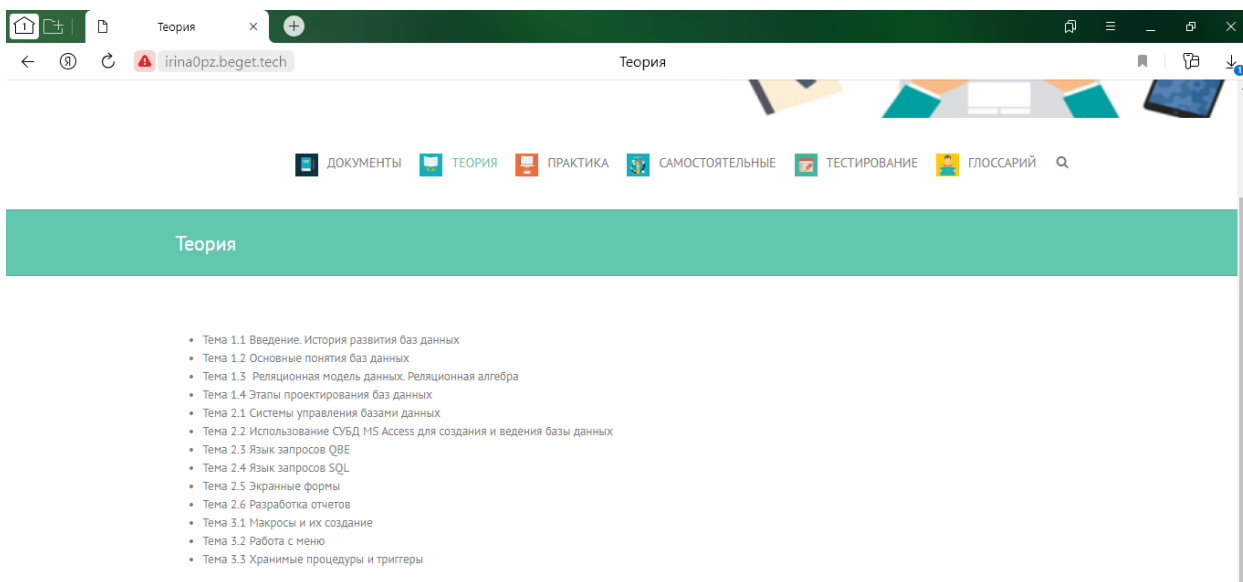 1 Теория
irina0pz.beget.tech Теория 1
ДОКУМЕНТЫ ТЕОРИЯ ПРАКТИКА САМОСТОЯТЕЛЬНЫЕ ТЕСТИРОВАНИЕ ГЛОССАРИЙ
Теория
Тема 1.1 Введение. История развития баз данных
Тема 1.2 Основные понятия баз данных
Тема 1.3 Реляционная модель данных. Реляционная алгебра
Тема 1.4 Этапы проектирования баз данных
Тема 2.1 Системы управления базами данных
Тема 2.2 Использование СУБД MS Access для создания и ведения базы данных
Тема 2.3 Язык запросов QBE
Тема 2.4 Язык запросов SQL
Тема 2.5 Экранные формы
Тема 2.6 Разработка отчетов
Тема 3.1 Макросы и их создание
Тема 3.2 Работа с меню
Тема 3.3 Хранимые процедуры и триггеры